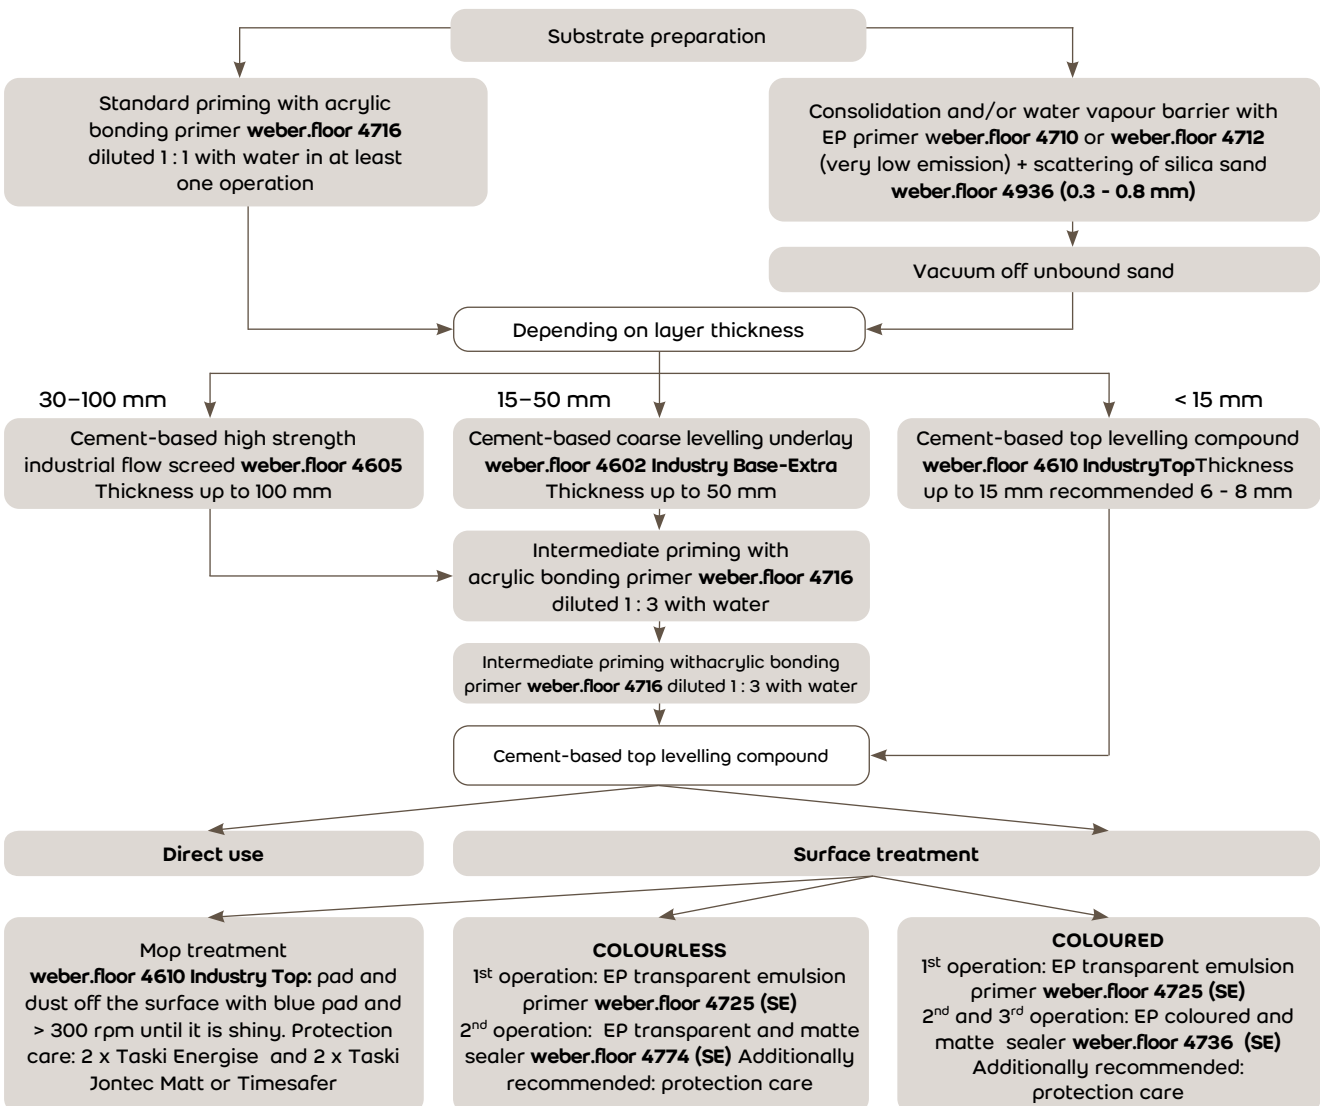 Substrate preparation
Standard priming with acrylic
bonding primer weber.floor 4716
diluted 1 : 1 with water in at least
one operation
Consolidation and/or water vapour barrier with
EP primer weber.floor 4710 or weber.floor 4712
(very low emission) + scattering of silica sand
weber.floor 4936 (0.3 - 0.8 mm)
Vacuum off unbound sand
Depending on layer thickness
30–100 mm
Cement-based high strength
industrial flow screed weber.floor 4605
Thickness up to 100 mm
15–50 mm
Cement-based coarse levelling underlay
weber.floor 4602 Industry Base-Extra
Thickness up to 50 mm
< 15 mm
Cement-based top levelling compound
weber.floor 4610 IndustryTopThickness
up to 15 mm recommended 6 - 8 mm
Intermediate priming with
acrylic bonding primer weber.floor 4716
diluted 1 : 3 with water
Intermediate priming withacrylic bonding
primer weber.floor 4716 diluted 1 : 3 with water
Cement-based top levelling compound
Direct use
Surface treatment
Mop treatment
weber.floor 4610 Industry Top: pad and
dust off the surface with blue pad and
> 300 rpm until it is shiny. Protection
care: 2 x Taski Energise and 2 x Taski
Jontec Matt or Timesafer
COLOURLESS
1st operation: EP transparent emulsion
primer weber.floor 4725 (SE)
2nd operation: EP transparent and matte
sealer weber.floor 4774 (SE) Additionally
recommended: protection care
COLOURED
1st operation: EP transparent emulsion
primer weber.floor 4725 (SE)
2nd and 3rd operation: EP coloured and
matte sealer weber.floor 4736 (SE)
Additionally recommended:
protection care